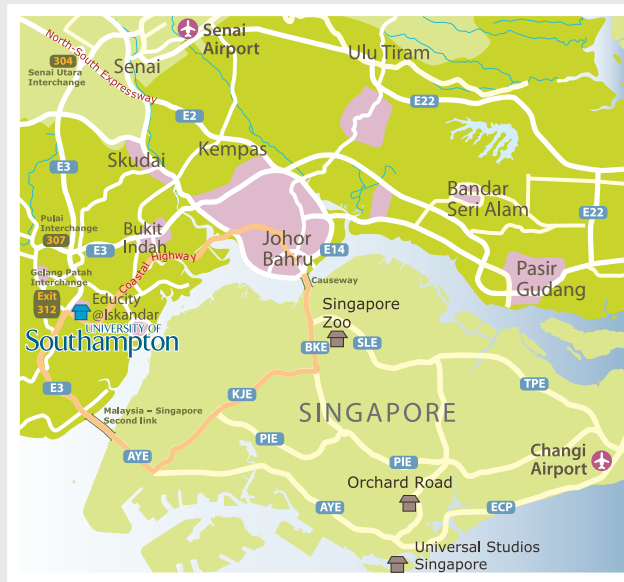 Senai
Airport
Ulu Tiram
North-South Expressway
304
Senai Utara
Interchange
Senai
E22
E2
E3
Skudai
Kempas
Bandar
Seri Alam
E22
Pulai
Interchange
307
E3
Bukit
Indah
Coastal Highway
Johor
Bahru
E14
Pasir
Gudang
Gelang Patah
Interchange
Exit
312
Educity
@Iskandar
UNIVERSITY OF
Southampton
Causeway
Singapore
Zoo
BKE
SLE
E3
KJE
TPE
Malaysia – Singapore
Second link
SINGAPORE
PIE
AYE
PIE
Changi
Airport
Orchard Road
AYE
ECP
Universal Studios
Singapore